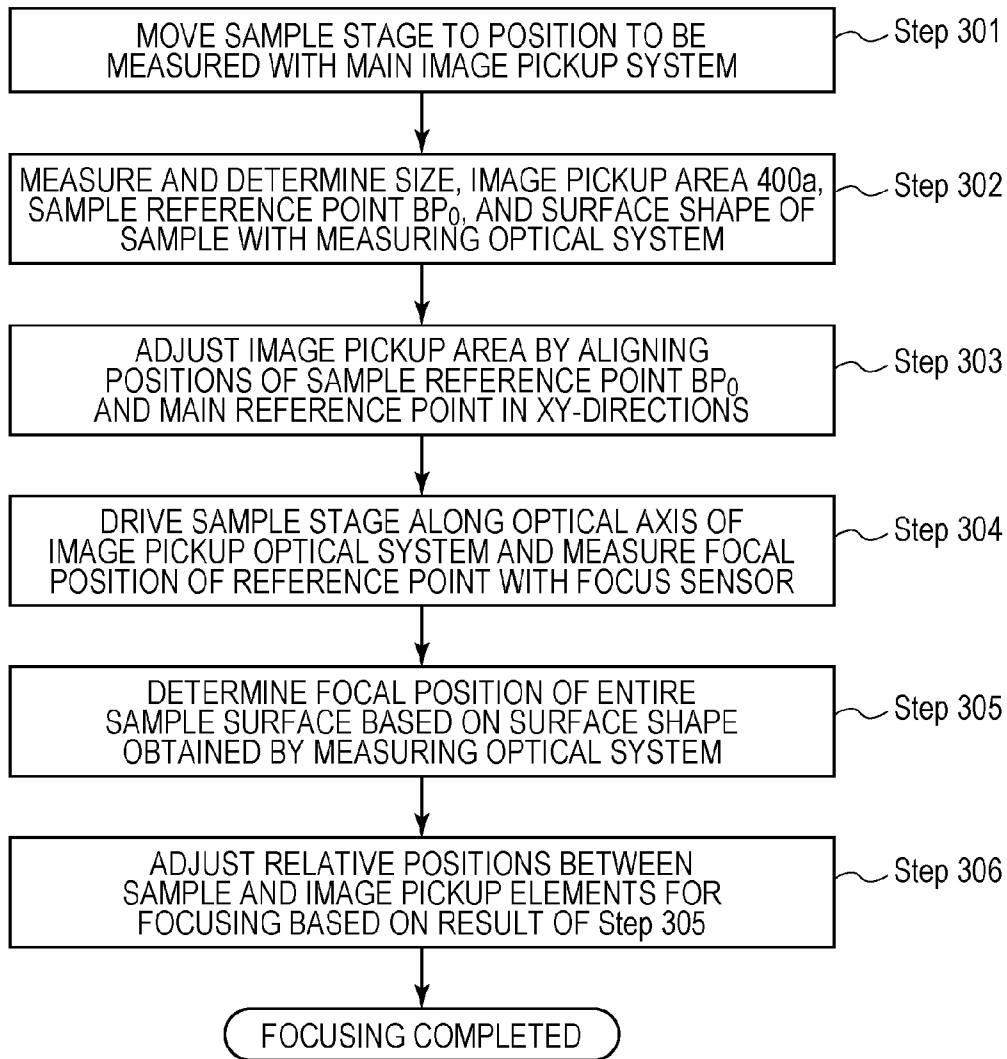 MOVE SAMPLE STAGE TO POSITION TO BE
MEASURED WITH MAIN IMAGE PICKUP SYSTEM
Step 301
MEASURE AND DETERMINE SIZE, IMAGE PICKUP AREA 400a,
SAMPLE REFERENCE POINT BP₀, AND SURFACE SHAPE OF
SAMPLE WITH MEASURING OPTICAL SYSTEM
Step 302
ADJUST IMAGE PICKUP AREA BY ALIGNING
POSITIONS OF SAMPLE REFERENCE POINT BP₀
AND MAIN REFERENCE POINT IN XY-DIRECTIONS
Step 303
DRIVE SAMPLE STAGE ALONG OPTICAL AXIS OF
IMAGE PICKUP OPTICAL SYSTEM AND MEASURE FOCAL
POSITION OF REFERENCE POINT WITH FOCUS SENSOR
Step 304
DETERMINE FOCAL POSITION OF ENTIRE
SAMPLE SURFACE BASED ON SURFACE SHAPE
OBTAINED BY MEASURING OPTICAL SYSTEM
Step 305
ADJUST RELATIVE POSITIONS BETWEEN
SAMPLE AND IMAGE PICKUP ELEMENTS FOR
FOCUSING BASED ON RESULT OF Step 305
Step 306
FOCUSING COMPLETED